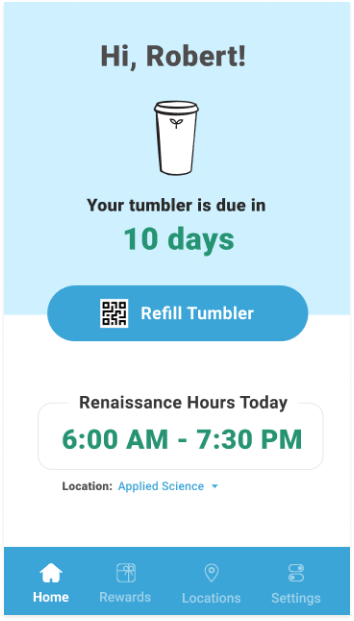 Hi, Robert!
Your tumbler is due in
10 days
Refill Tumbler
Renaissance Hours Today
6:00 AM - 7:30 PM
Location: Applied Science
Home Rewards Locations Settings